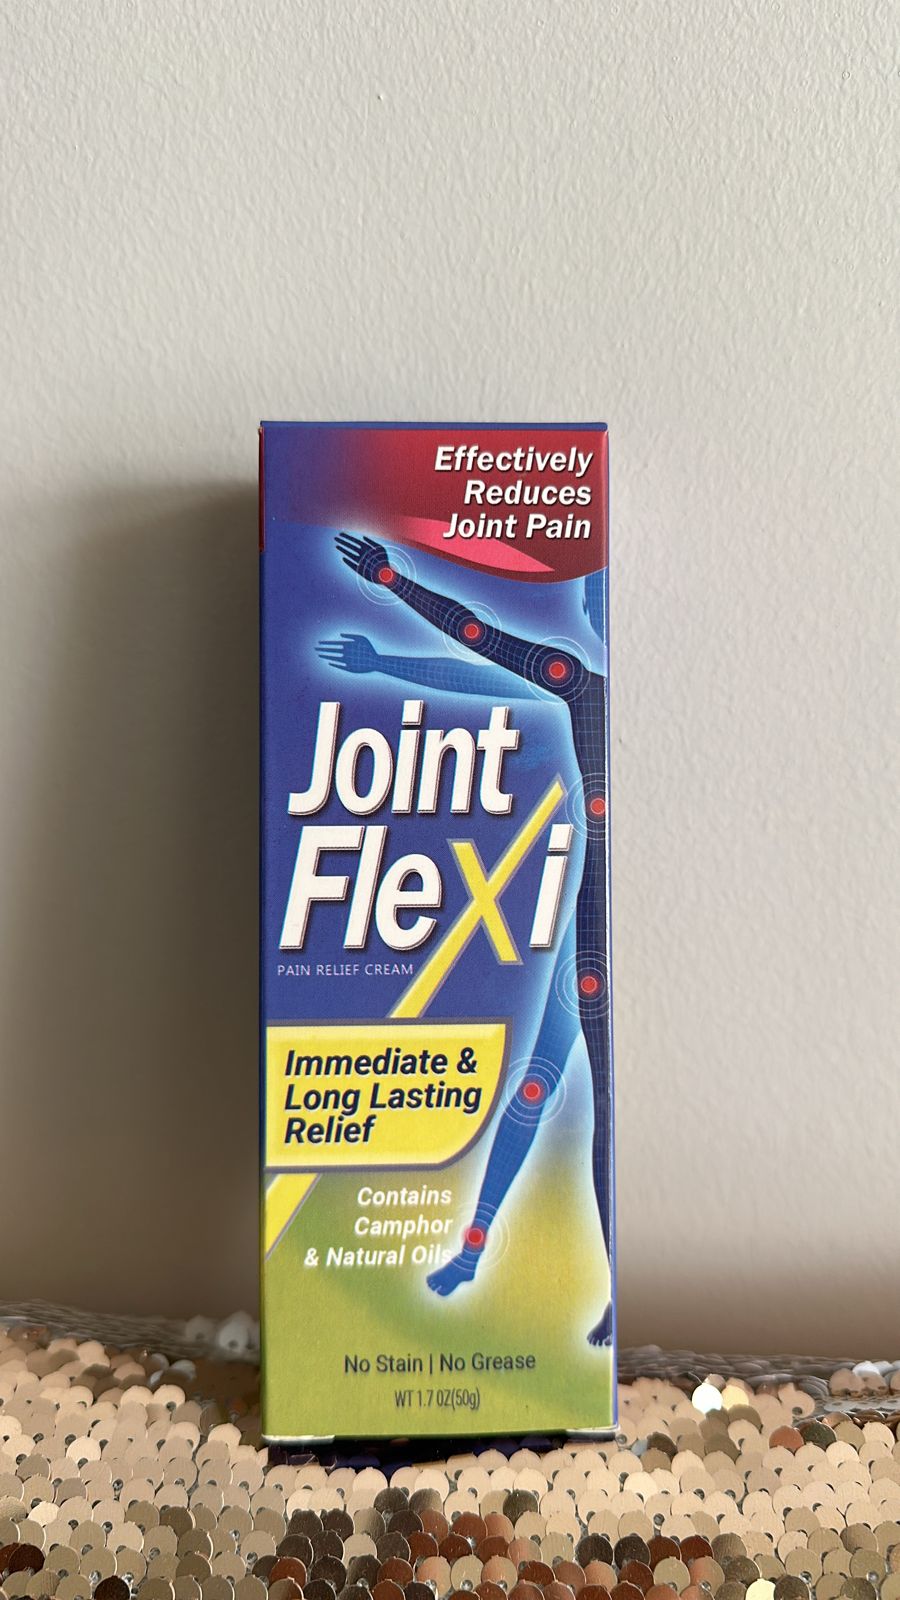 Effectively
Reduces
Joint Pain
Joint
Flexi
PAIN RELIEF CREAM
Immediate &
Long Lasting
Relief
Contains
Camphor
& Natural Oils
No Stain | No Grease
WT 1.7 OZ(50g)